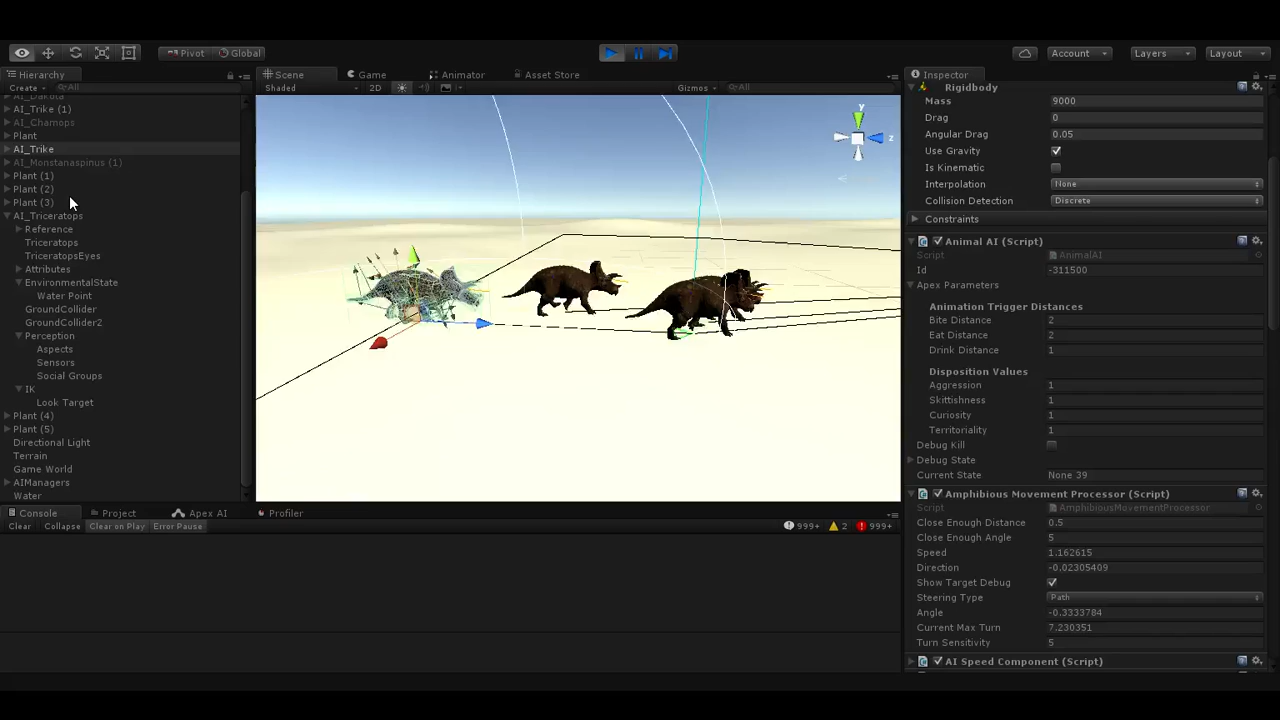 Pivot Global Account Layers Layout
Hierarchy Scene Game Animator Asset Store Inspector
Create All Shaded 2D Gizmos All Rigidbody
AI_Dakota
AI_Trike (1)
AI_Chamops
Plant
AI_Trike
AI_Monstanaspinus (1)
Plant (1)
Plant (2)
Plant (3)
AI_Triceratops
Reference
Triceratops
TriceratopsEyes
Attributes
EnvironmentalState
Water Point
GroundCollider
GroundCollider2
Perception
Aspects
Sensors
Social Groups
IK
Look Target
Plant (4)
Plant (5)
Directional Light
Terrain
Game World
AIManagers
Water
y
z
Mass 9000
Drag 0
Angular Drag 0.05
Use Gravity
Is Kinematic
Interpolation None
Collision Detection Discrete
Constraints
Animal AI (Script)
Script AnimalAI
Id -311500
Apex Parameters
Animation Trigger Distances
Bite Distance 2
Eat Distance 2
Drink Distance 1
Disposition Values
Aggression 1
Skittishness 1
Curiosity 1
Territoriality 1
Debug Kill
Debug State
Current State None 39
Amphibious Movement Processor (Script)
Script AmphibiousMovementProcessor
Close Enough Distance 0.5
Close Enough Angle 5
Speed 1.162615
Direction -0.02305409
Show Target Debug
Steering Type Path
Angle -0.3333784
Current Max Turn 7.230351
Turn Sensitivity 5
AI Speed Component (Script)
Console Project Apex AI Profiler
Clear Collapse Clear on Play Error Pause 999+ 2 999+